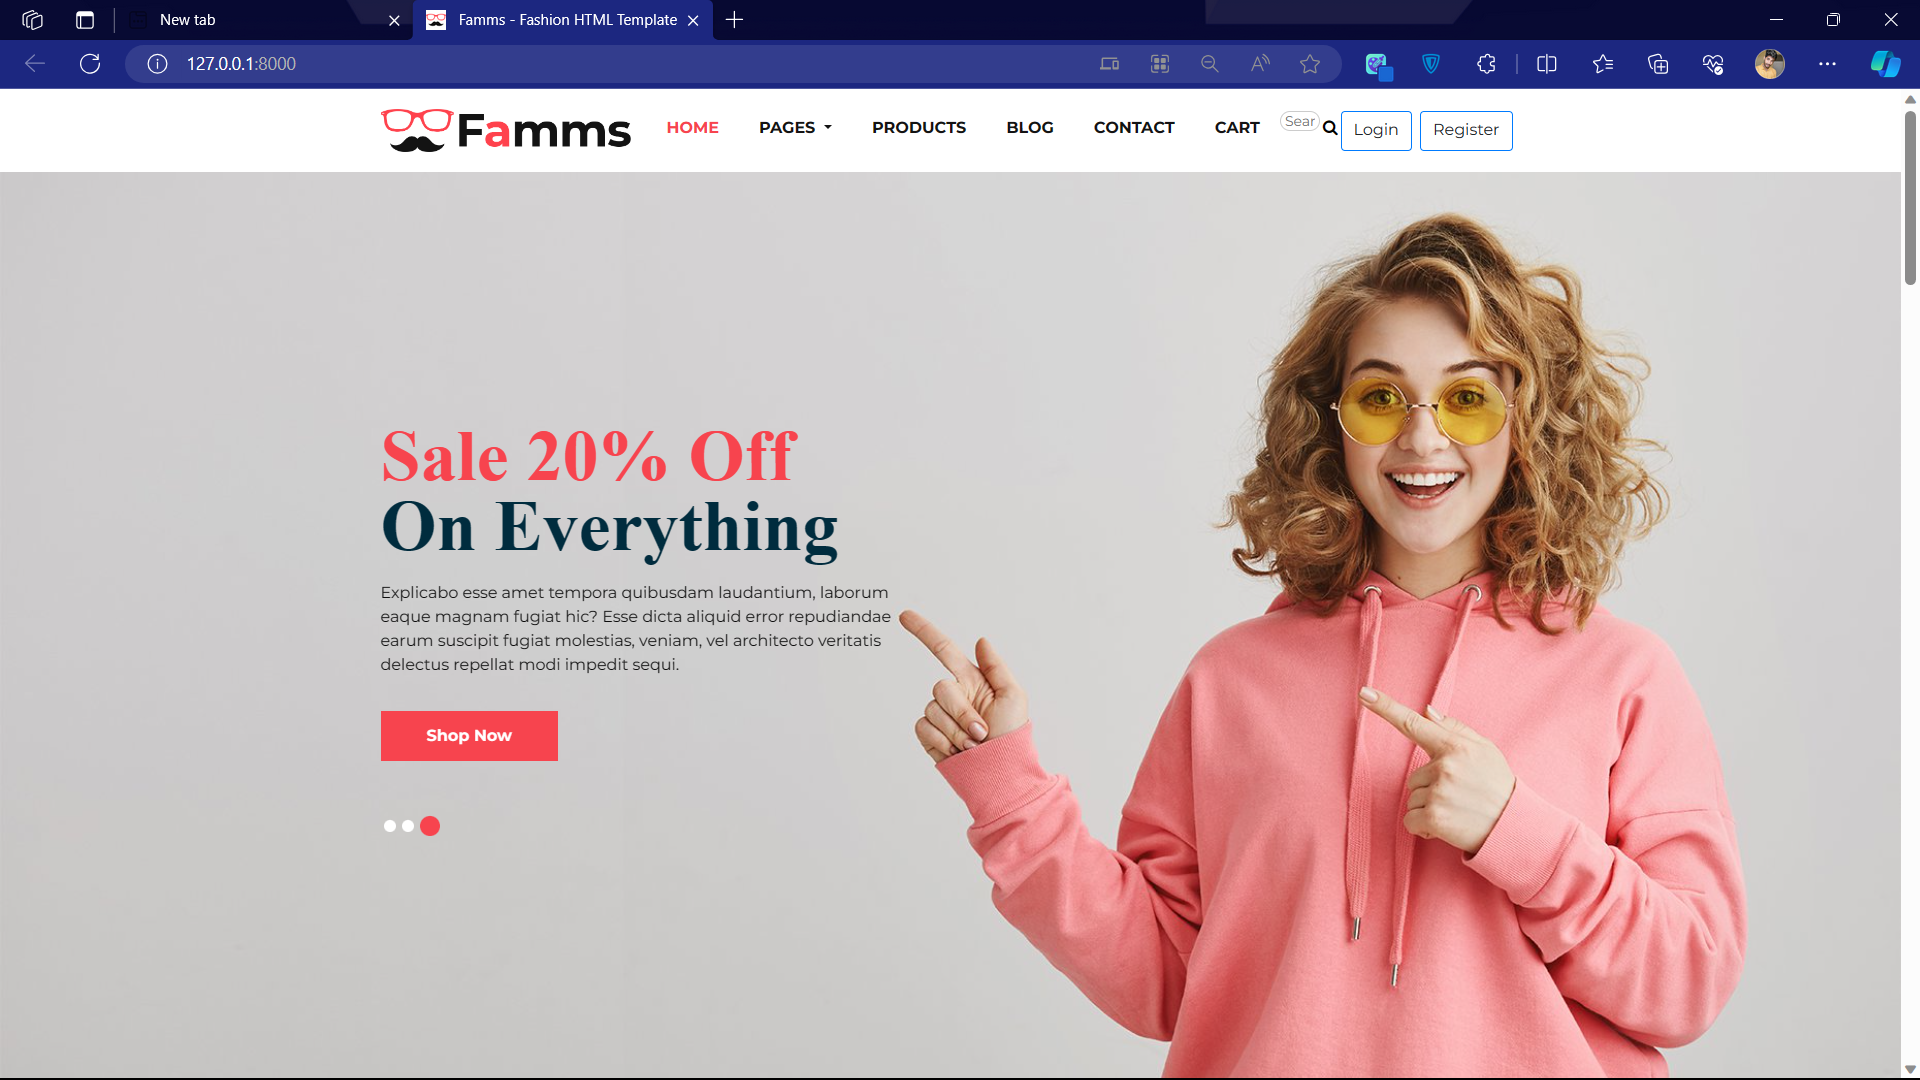 New tab
Famms - Fashion HTML Template
127.0.0.1:8000
Famms
HOME
PAGES
PRODUCTS
BLOG
CONTACT
CART
Sear
Login
Register
Sale 20% Off
On Everything
Explicabo esse amet tempora quibusdam laudantium, laborum
eaque magnam fugiat hic? Esse dicta aliquid error repudiandae
earum suscipit fugiat molestias, veniam, vel architecto veritatis
delectus repellat modi impedit sequi.
Shop Now